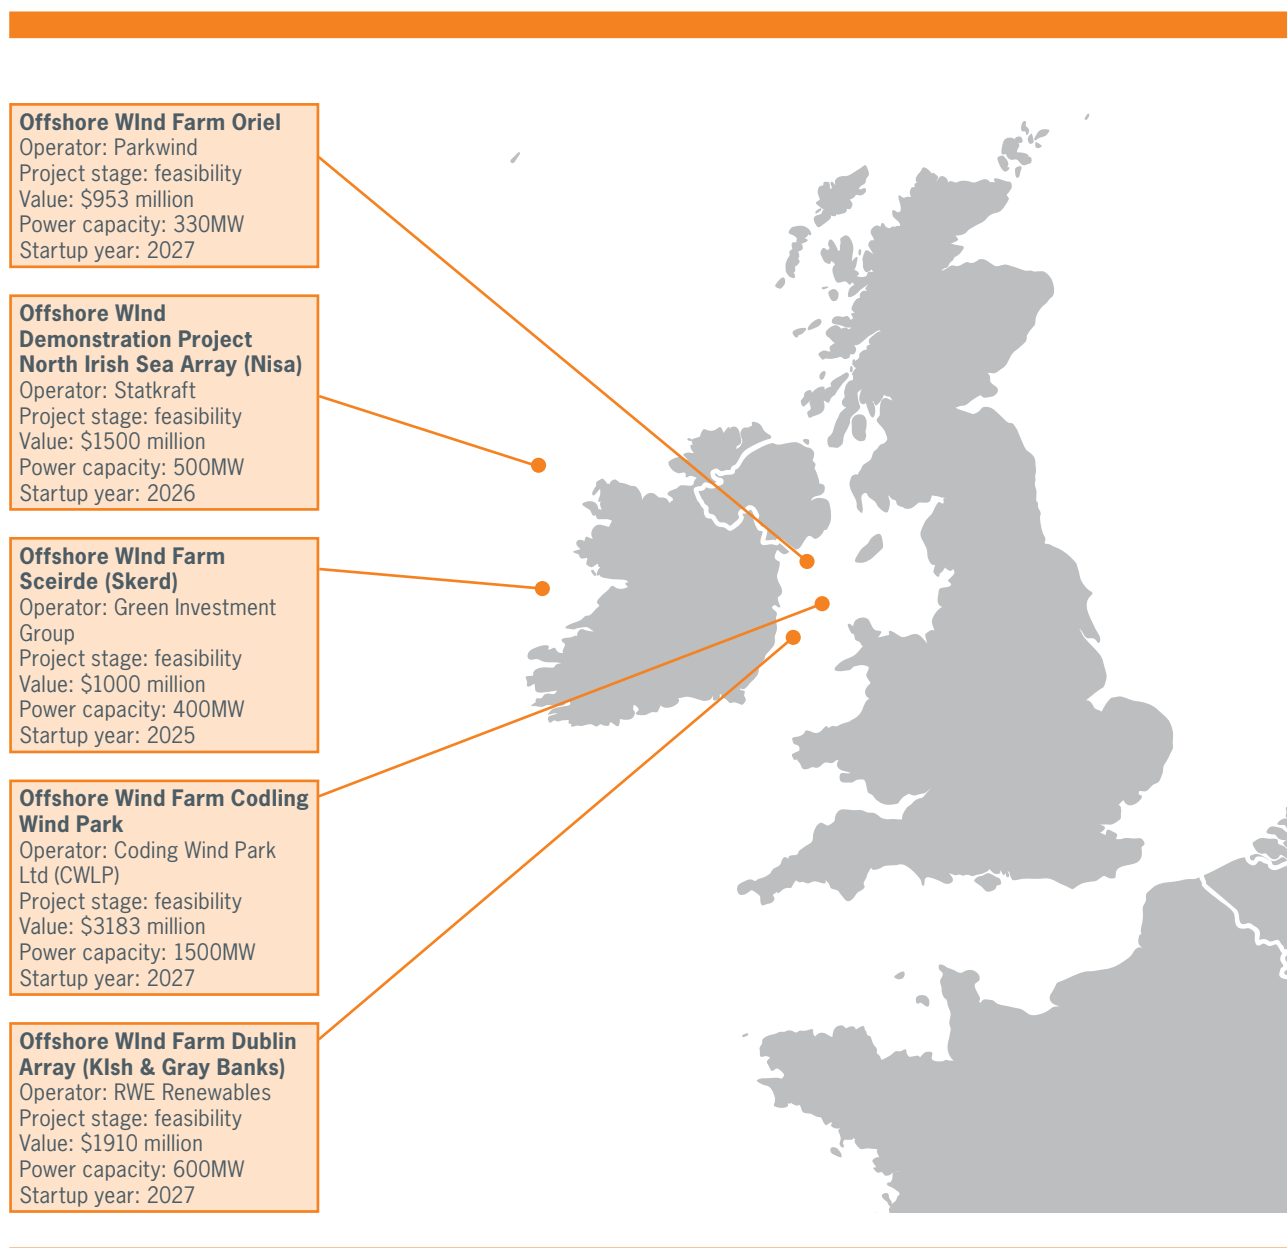 Offshore WInd Farm Oriel
Operator: Parkwind
Project stage: feasibility
Value: $953 million
Power capacity: 330MW
Startup year: 2027
Offshore WInd
Demonstration Project
North Irish Sea Array (Nisa)
Operator: Statkraft
Project stage: feasibility
Value: $1500 million
Power capacity: 500MW
Startup year: 2026
Offshore WInd Farm
Sceirde (Skerd)
Operator: Green Investment
Group
Project stage: feasibility
Value: $1000 million
Power capacity: 400MW
Startup year: 2025
Offshore Wind Farm Codling
Wind Park
Operator: Coding Wind Park
Ltd (CWLP)
Project stage: feasibility
Value: $3183 million
Power capacity: 1500MW
Startup year: 2027
Offshore WInd Farm Dublin
Array (KIsh & Gray Banks)
Operator: RWE Renewables
Project stage: feasibility
Value: $1910 million
Power capacity: 600MW
Startup year: 2027